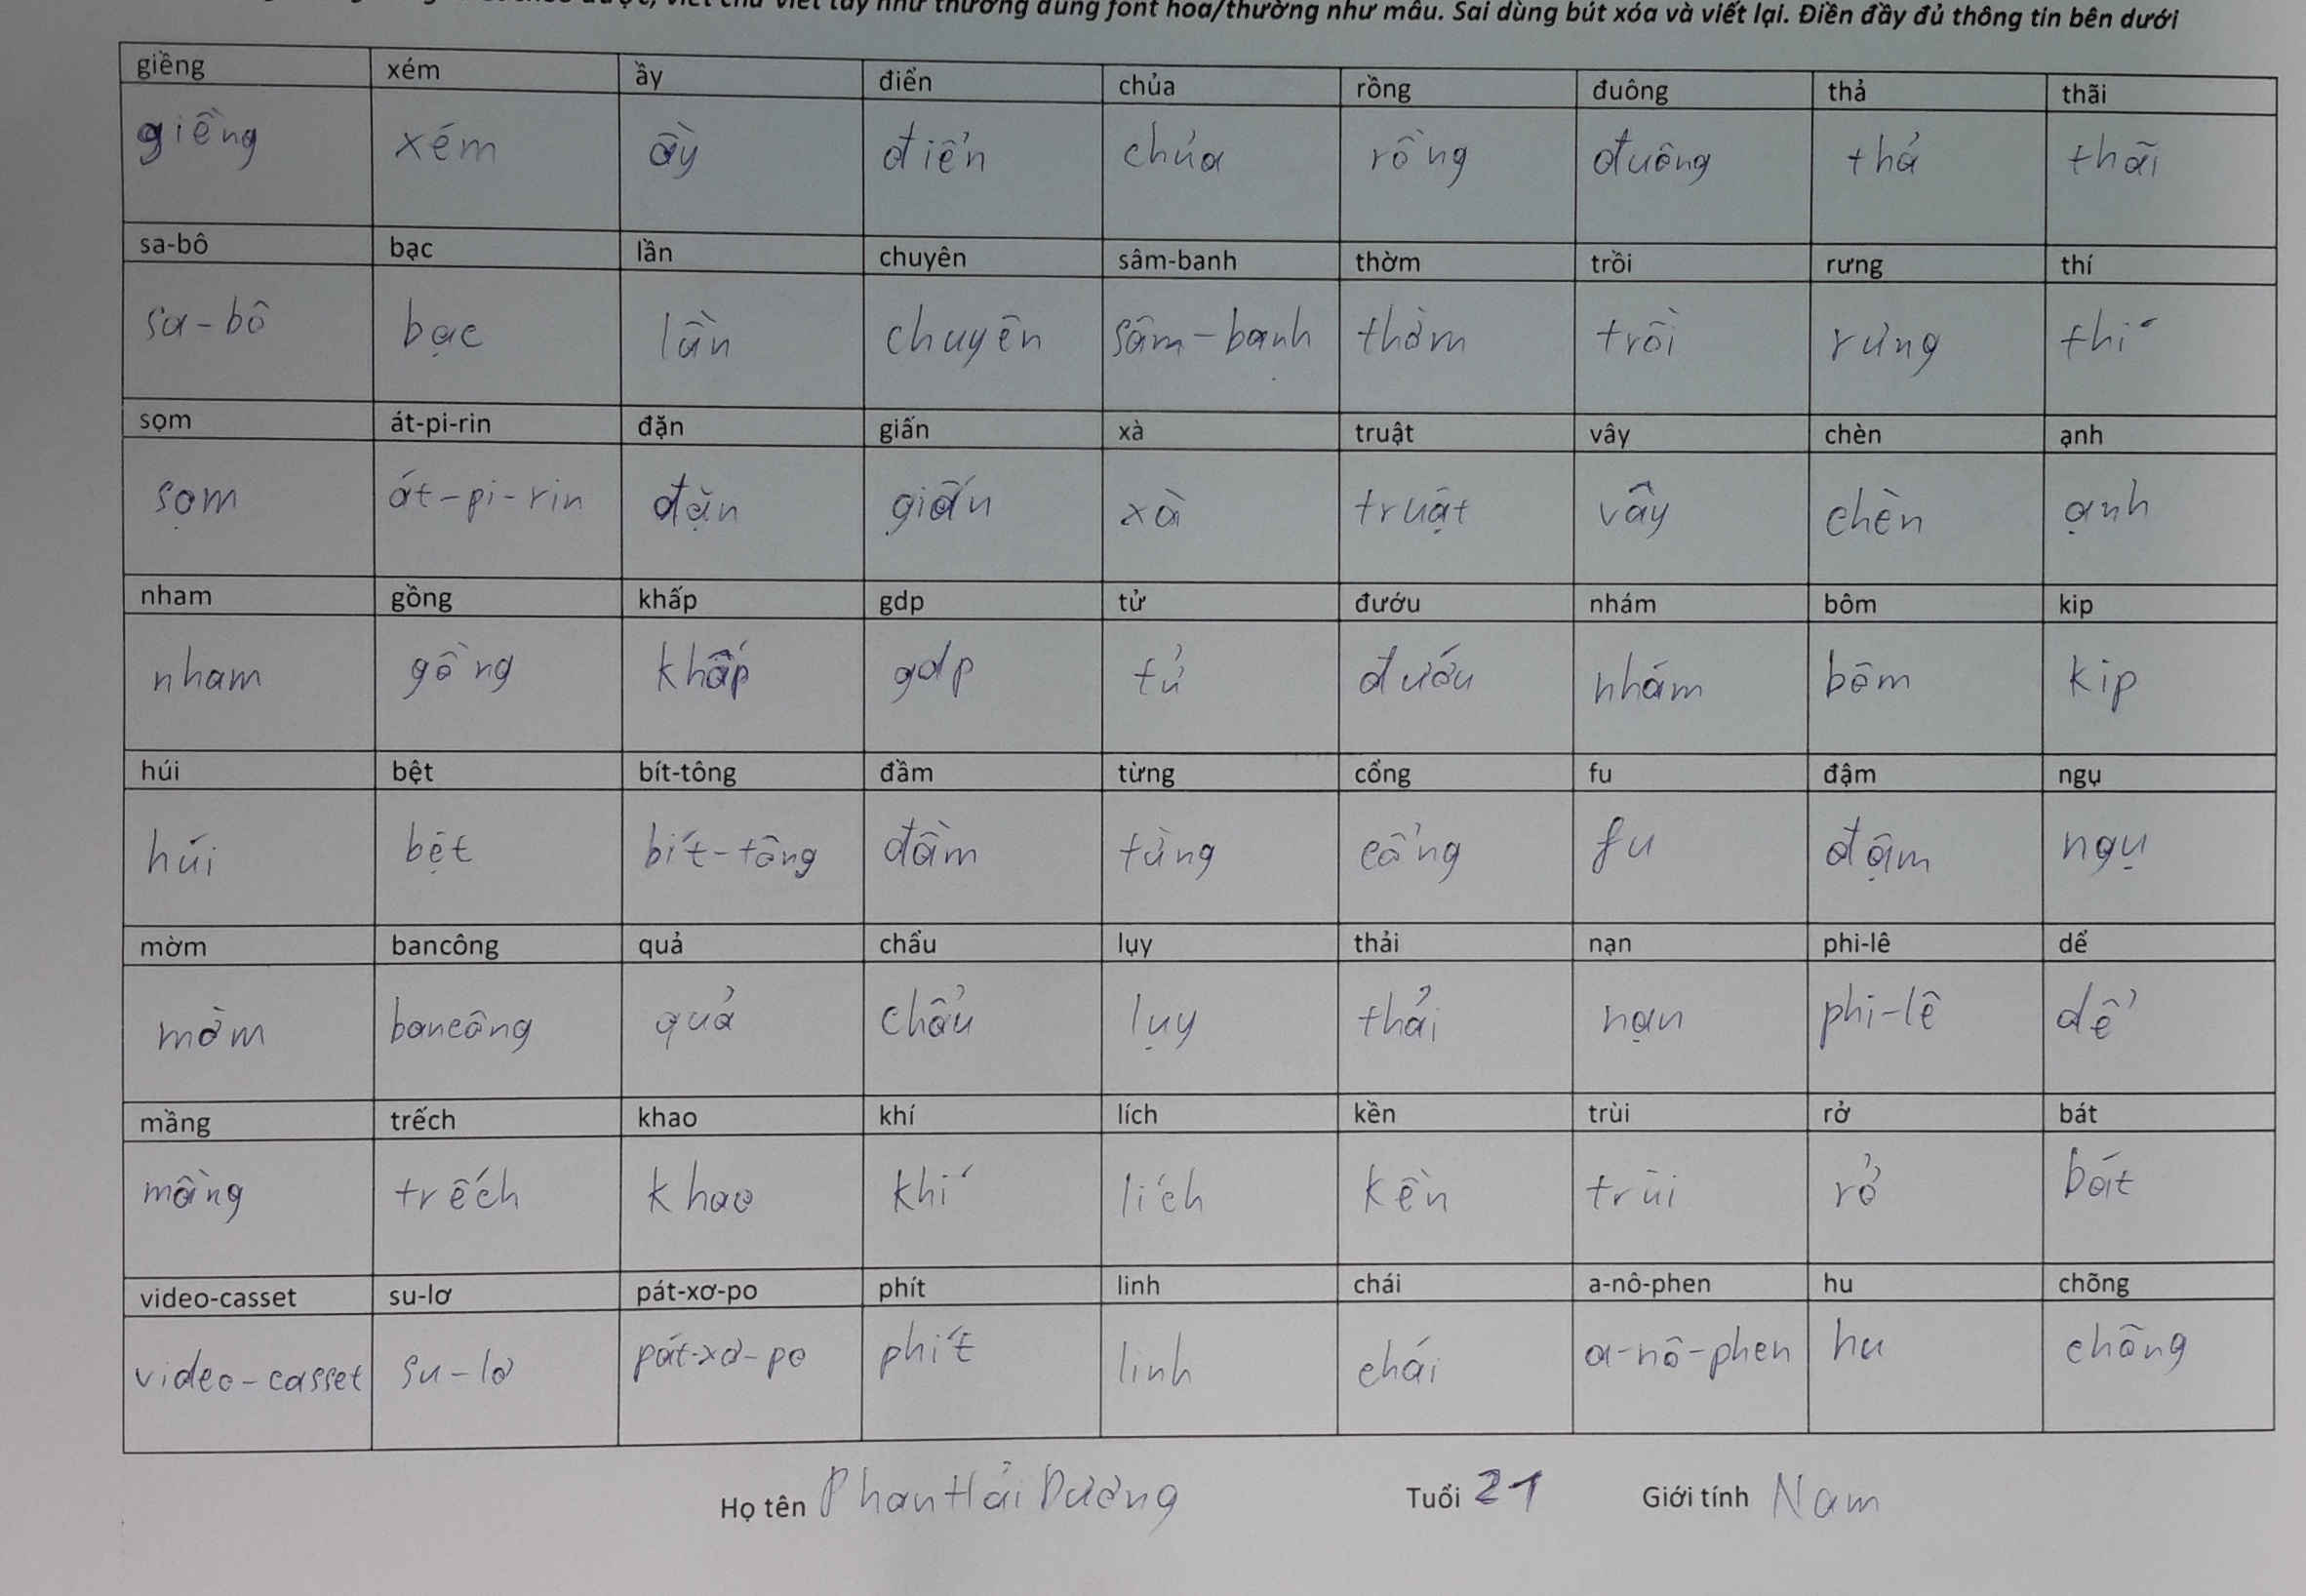 viết chữ viết tay như thường dùng font hoa/thường như mẫu. Sai dùng bút xóa và viết lại. Điền đầy đủ thông tin bên dưới
giềng xém ầy điển chủa rồng đuông thả thãi
giềng xém ầy điển chủa rồng đuông thả thãi
sa-bô bạc lần chuyên sâm-banh thờm trồi rưng thí
sa-bô bạc lần chuyên sâm-banh thờm trồi rưng thí
sọm át-pi-rin đặn giấn xà truật vây chèn ạnh
sọm át-pi-rin đặn giấn xà truật vây chèn ạnh
nham gồng khấp gdp tử đướu nhám bôm kip
nham gồng khấp gdp tử đướu nhám bôm kip
húi bệt bít-tông đầm từng cổng fu đậm ngụ
húi bệt bít-tông đầm từng cổng fu đậm ngụ
mờm bancông quả chẩu lụy thải nạn phi-lê dể
mờm bancông quả chẩu lụy thải nạn phi-lê dể
mầng trếch khao khí lích kền trùi rở bát
mầng trếch khao khí lích kền trùi rở bát
video-casset su-lơ pát-xơ-po phít linh chái a-nô-phen hu chõng
video-casset su-lơ pát-xơ-po phít linh chái a-nô-phen hu chõng
Họ tên Phan Hải Dương Tuổi 21 Giới tính Nam